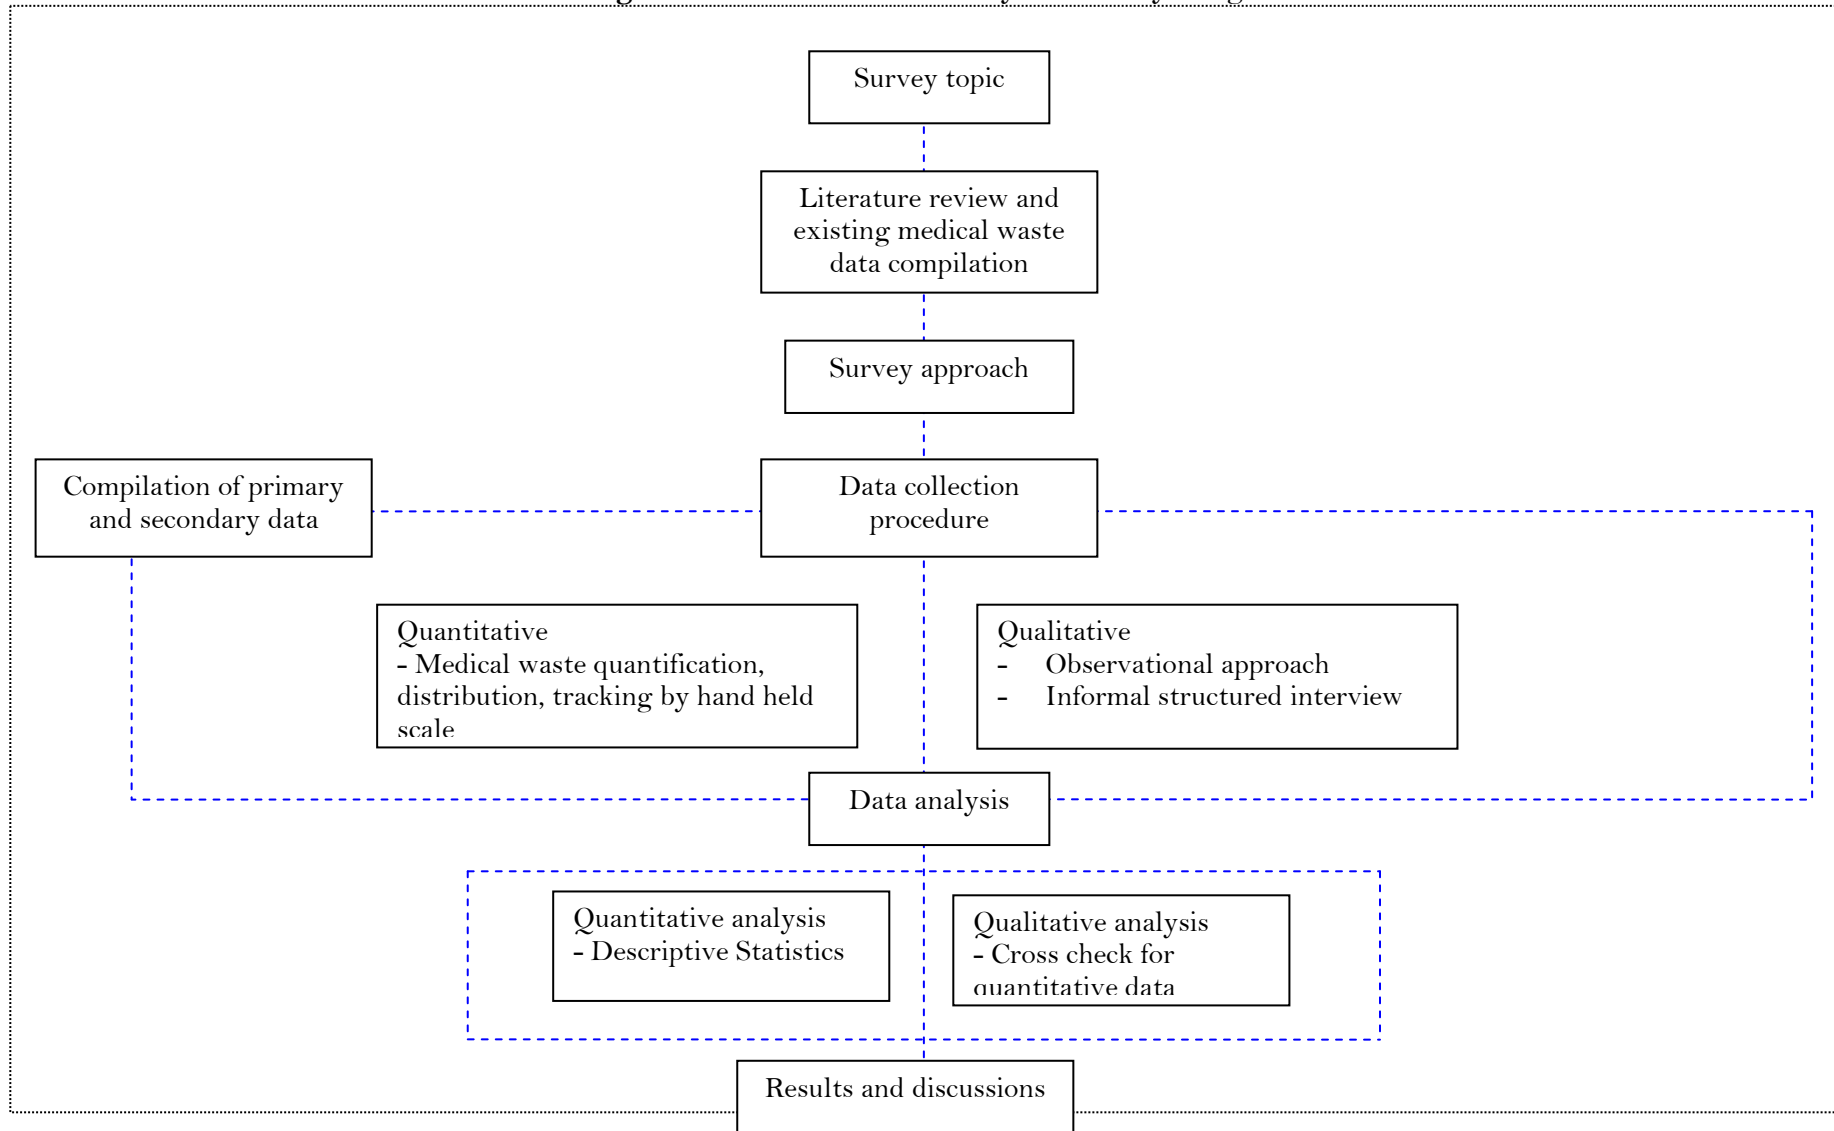 Survey topic
Literature review and
existing medical waste
data compilation
Survey approach
Compilation of primary
and secondary data
Data collection
procedure
Quantitative
- Medical waste quantification,
distribution, tracking by hand held
scale
Qualitative
- Observational approach
- Informal structured interview
Data analysis
Quantitative analysis
- Descriptive Statistics
Qualitative analysis
- Cross check for
quantitative data
Results and discussions